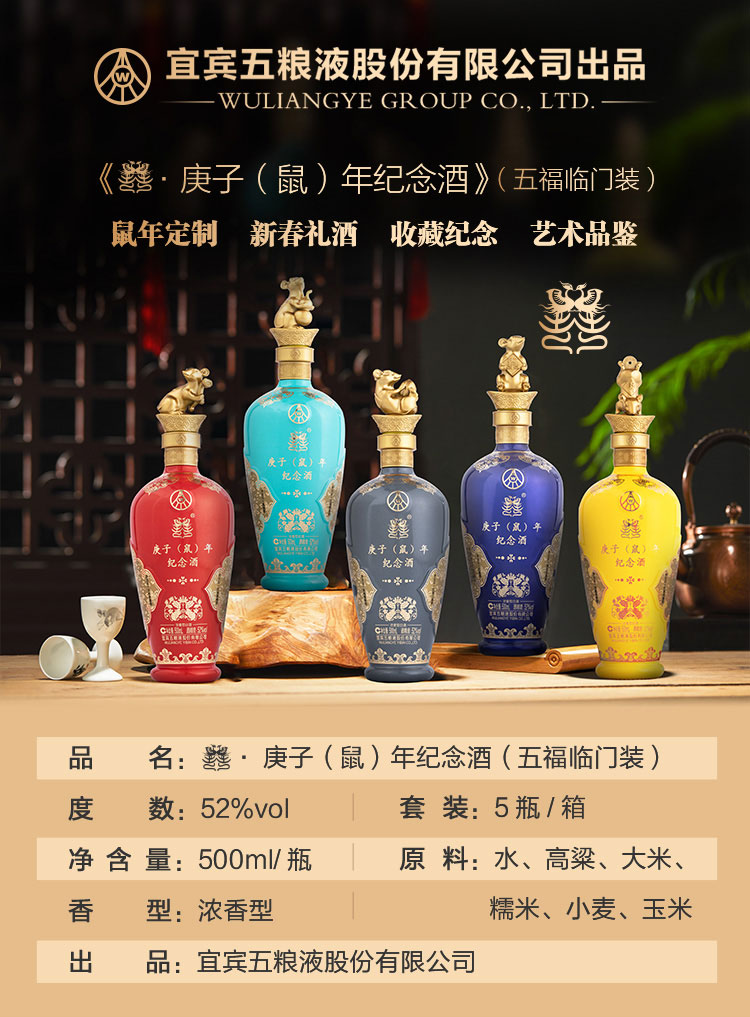 宜宾五粮液股份有限公司出品
WULIANGYE GROUP CO., LTD.
《· 庚子（鼠）年纪念酒》（五福临门装）
鼠年定制 新春礼酒 收藏纪念 艺术品鉴
庚子（鼠）年
纪念酒
庚子（鼠）年
纪念酒
庚子（鼠）年
纪念酒
庚子（鼠）年
纪念酒
庚子（鼠）年
纪念酒
品 名：· 庚子（鼠）年纪念酒（五福临门装）
度 数：52%vol 套 装：5 瓶 / 箱
净 含 量：500ml/ 瓶 原 料：水、高粱、大米、
香 型：浓香型 糯米、小麦、玉米
出 品：宜宾五粮液股份有限公司